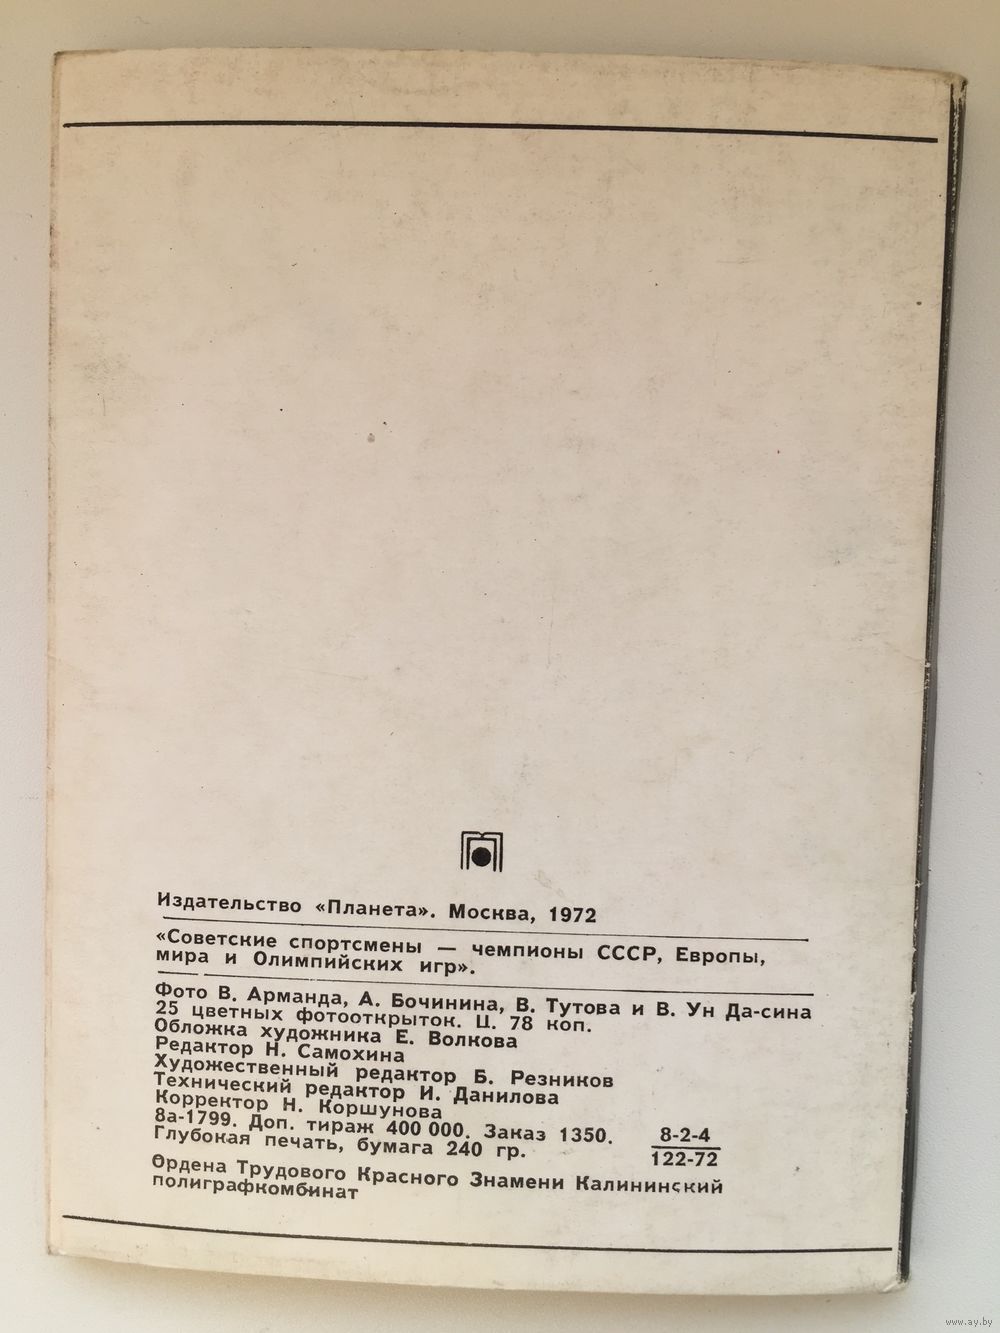 Издательство «Планета». Москва, 1972
«Советские спортсмены — чемпионы СССР, Европы,
мира и Олимпийских игр».
Фото В. Арманда, А. Бочинина, В. Тутова и В. Ун Да-сина
25 цветных фотооткрыток. Ц. 78 коп.
Обложка художника Е. Волкова
Редактор Н. Самохина
Художественный редактор Б. Резников
Технический редактор И. Данилова
Корректор Н. Коршунова
8а-1799. Доп. тираж 400 000. Заказ 1350.
Глубокая печать, бумага 240 гр.
8-2-4
122-72
Ордена Трудового Красного Знамени Калининский
полиграфкомбинат
www.ay.by